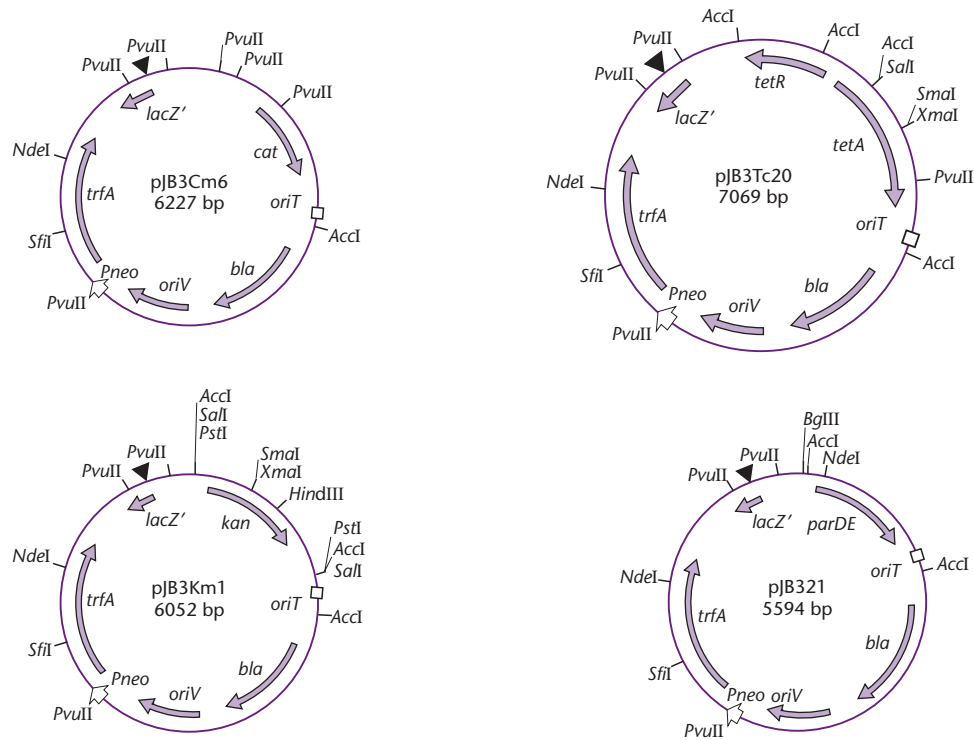 PvuII
PvuII
PvuII
PvuII
PvuII
lacZ'
cat
NdeI
trfA
pJB3Cm6
6227 bp
oriT
AccI
SfiI
bla
Pneo
oriV
PvuII
AccI
AccI
PvuII
AccI
SalI
PvuII
tetR
SmaI
XmaI
lacZ'
tetA
NdeI
trfA
pJB3Tc20
7069 bp
PvuII
oriT
AccI
SfiI
bla
Pneo
oriV
PvuII
AccI
SalI
PstI
PvuII
PvuII
SmaI
XmaI
HindIII
lacZ'
kan
PstI
AccI
SalI
NdeI
trfA
pJB3Km1
6052 bp
oriT
AccI
SfiI
bla
Pneo
oriV
PvuII
BglII
AccI
NdeI
PvuII
PvuII
lacZ'
parDE
NdeI
trfA
pJB321
5594 bp
oriT
AccI
SfiI
bla
Pneo
oriV
PvuII